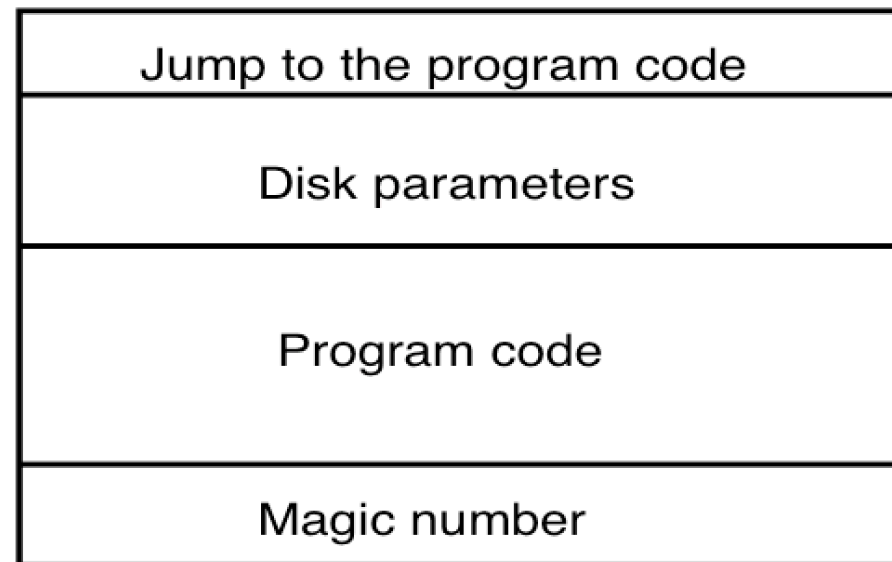 Jump to the program code
Disk parameters
Program code
Magic number